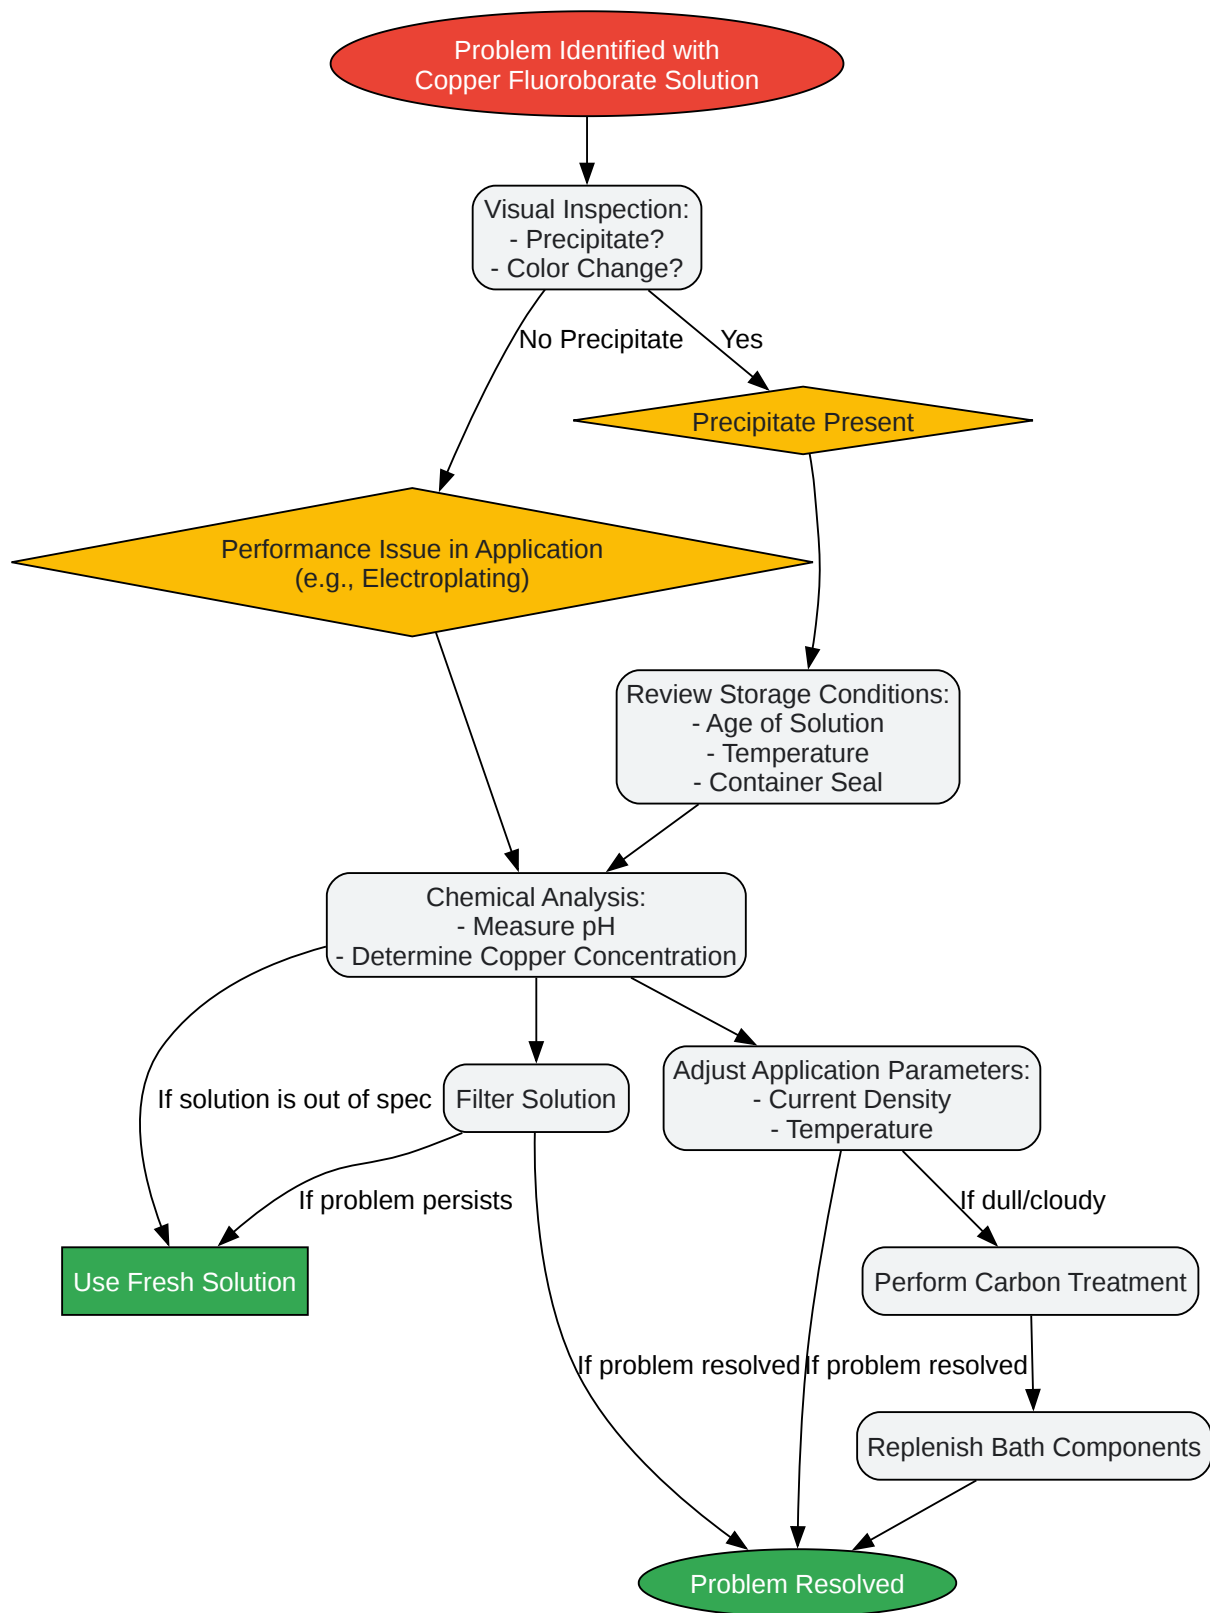 Problem Identified with
Copper Fluoroborate Solution
Visual Inspection:
- Precipitate?
- Color Change?
No Precipitate
Yes
Precipitate Present
Performance Issue in Application
(e.g., Electroplating)
Review Storage Conditions:
- Age of Solution
- Temperature
- Container Seal
Chemical Analysis:
- Measure pH
- Determine Copper Concentration
If solution is out of spec
Filter Solution
Adjust Application Parameters:
- Current Density
- Temperature
If problem persists
If dull/cloudy
Use Fresh Solution
Perform Carbon Treatment
If problem resolved
If problem resolved
Replenish Bath Components
Problem Resolved